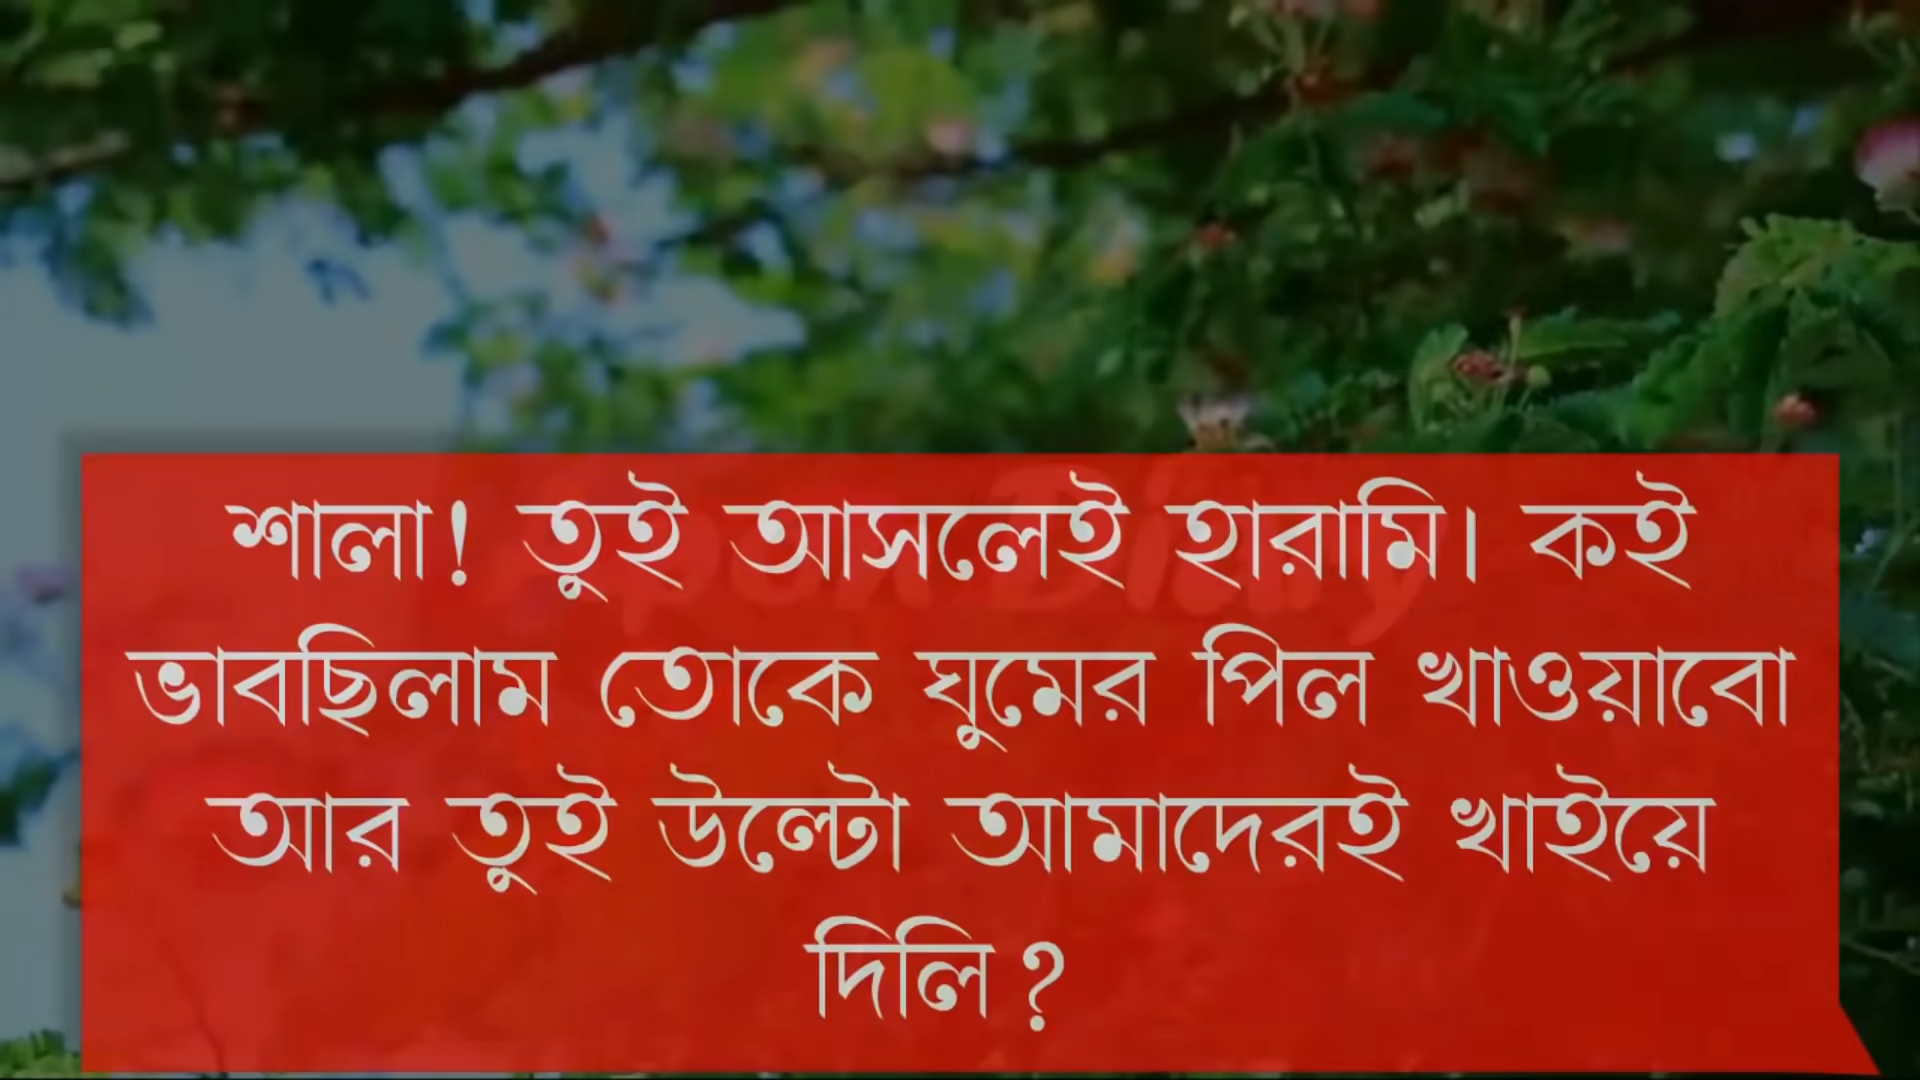 শালা! তুই আসলেই হারামি। কই
ভাবছিলাম তোকে ঘুমের পিল খাওয়াবো
আর তুই উল্টো আমাদেরই খাইয়ে
দিলি ?